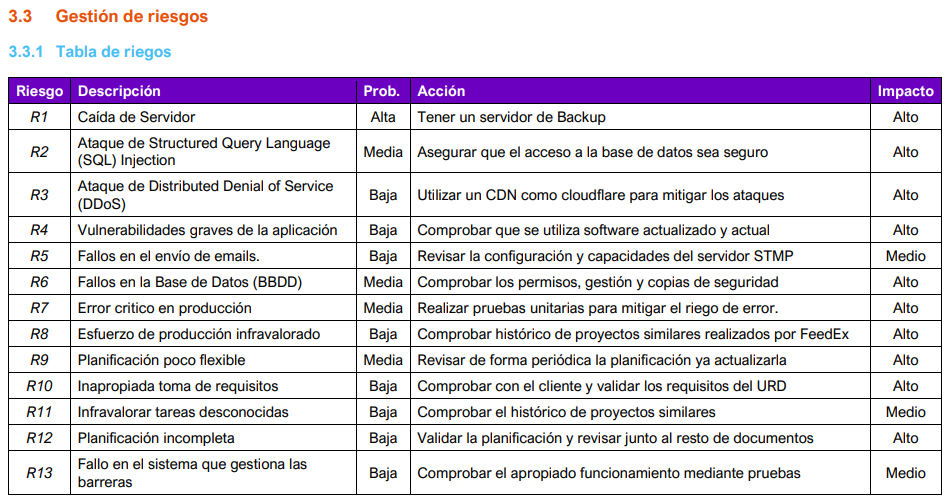 3.3 Gestión de riesgos
3.3.1 Tabla de riegos
Riesgo Descripción Prob. Acción Impacto
R1 Caída de Servidor Alta Tener un servidor de Backup Alto
R2 Ataque de Structured Query Language (SQL) Injection Media Asegurar que el acceso a la base de datos sea seguro Alto
R3 Ataque de Distributed Denial of Service (DDoS) Baja Utilizar un CDN como cloudflare para mitigar los ataques Alto
R4 Vulnerabilidades graves de la aplicación Baja Comprobar que se utiliza software actualizado y actual Alto
R5 Fallos en el envío de emails. Baja Revisar la configuración y capacidades del servidor STMP Medio
R6 Fallos en la Base de Datos (BBDD) Media Comprobar los permisos, gestión y copias de seguridad Alto
R7 Error critico en producción Media Realizar pruebas unitarias para mitigar el riego de error. Alto
R8 Esfuerzo de producción infravalorado Baja Comprobar histórico de proyectos similares realizados por FeedEx Alto
R9 Planificación poco flexible Media Revisar de forma periódica la planificación ya actualizarla Alto
R10 Inapropiada toma de requisitos Baja Comprobar con el cliente y validar los requisitos del URD Alto
R11 Infravalorar tareas desconocidas Baja Comprobar el histórico de proyectos similares Medio
R12 Planificación incompleta Baja Validar la planificación y revisar junto al resto de documentos Alto
R13 Fallo en el sistema que gestiona las barreras Baja Comprobar el apropiado funcionamiento mediante pruebas Medio